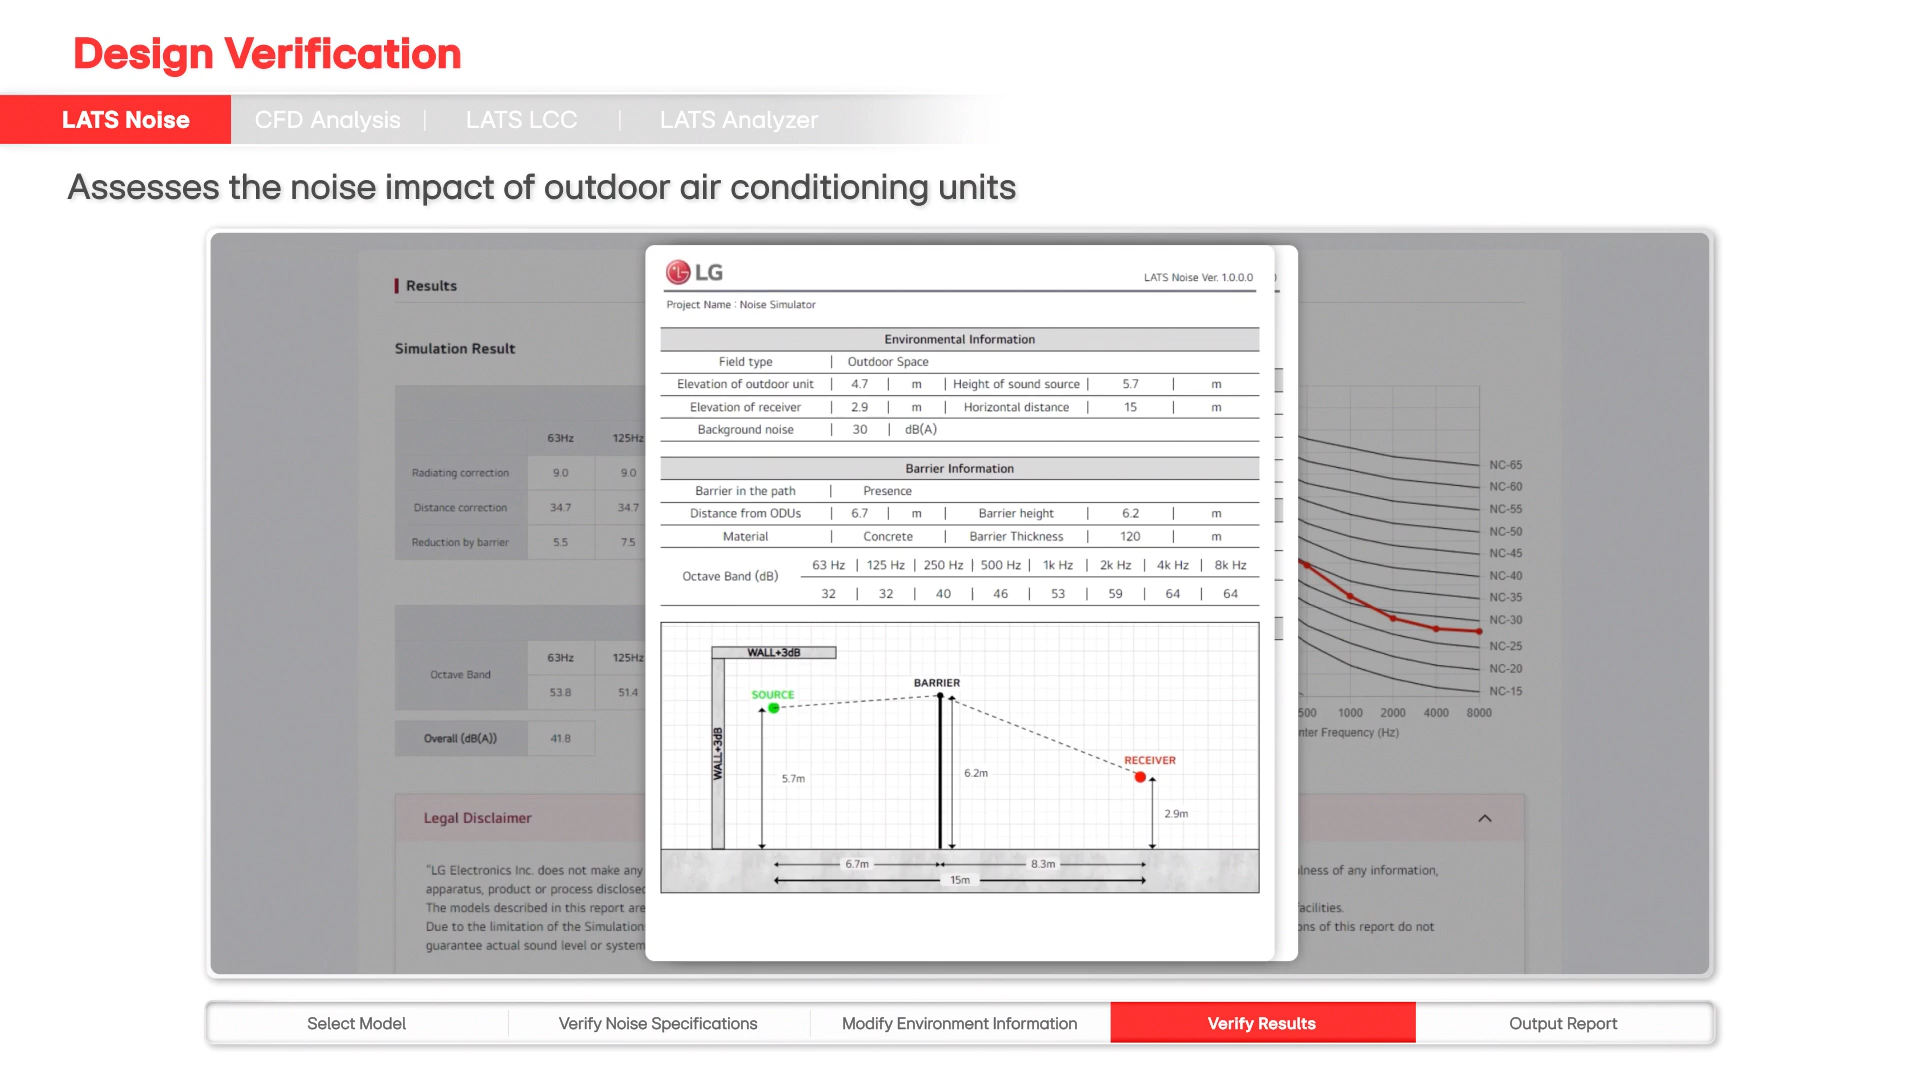 Design Verification
LATS Noise
CFD Analysis | LATS LCC | LATS Analyzer
Assesses the noise impact of outdoor air conditioning units
Results
Simulation Result
63Hz 125Hz
Radiating correction 9.0 9.0
Distance correction 34.7 34.7
Reduction by barrier 5.5 7.5
63Hz 125Hz
Octave Band
53.8 51.4
Overall (dB(A)) 41.8
Legal Disclaimer
"LG Electronics Inc. does not make any
apparatus, product or process disclosed
The models described in this report are
Due to the limitation of the Simulation
guarantee actual sound level or system
LG
LATS Noise Ver. 1.0.0.0
Project Name : Noise Simulator
Environmental Information
Field type | Outdoor Space
Elevation of outdoor unit | 4.7 | m | Height of sound source | 5.7 | m
Elevation of receiver | 2.9 | m | Horizontal distance | 15 | m
Background noise | 30 | dB(A)
Barrier Information
Barrier in the path | Presence
Distance from ODUs | 6.7 | m | Barrier height | 6.2 | m
Material | Concrete | Barrier Thickness | 120 | m
Octave Band (dB)
63 Hz | 125 Hz | 250 Hz | 500 Hz | 1k Hz | 2k Hz | 4k Hz | 8k Hz
32 | 32 | 40 | 46 | 53 | 59 | 64 | 64
WALL+3dB
WALL+3dB
SOURCE
BARRIER
RECEIVER
5.7m
6.2m
2.9m
6.7m
8.3m
15m
NC-65
NC-60
NC-55
NC-50
NC-45
NC-40
NC-35
NC-30
NC-25
NC-20
NC-15
500 1000 2000 4000 8000
nter Frequency (Hz)
lness of any information,
acilities.
ons of this report do not
Select Model
Verify Noise Specifications
Modify Environment Information
Verify Results
Output Report